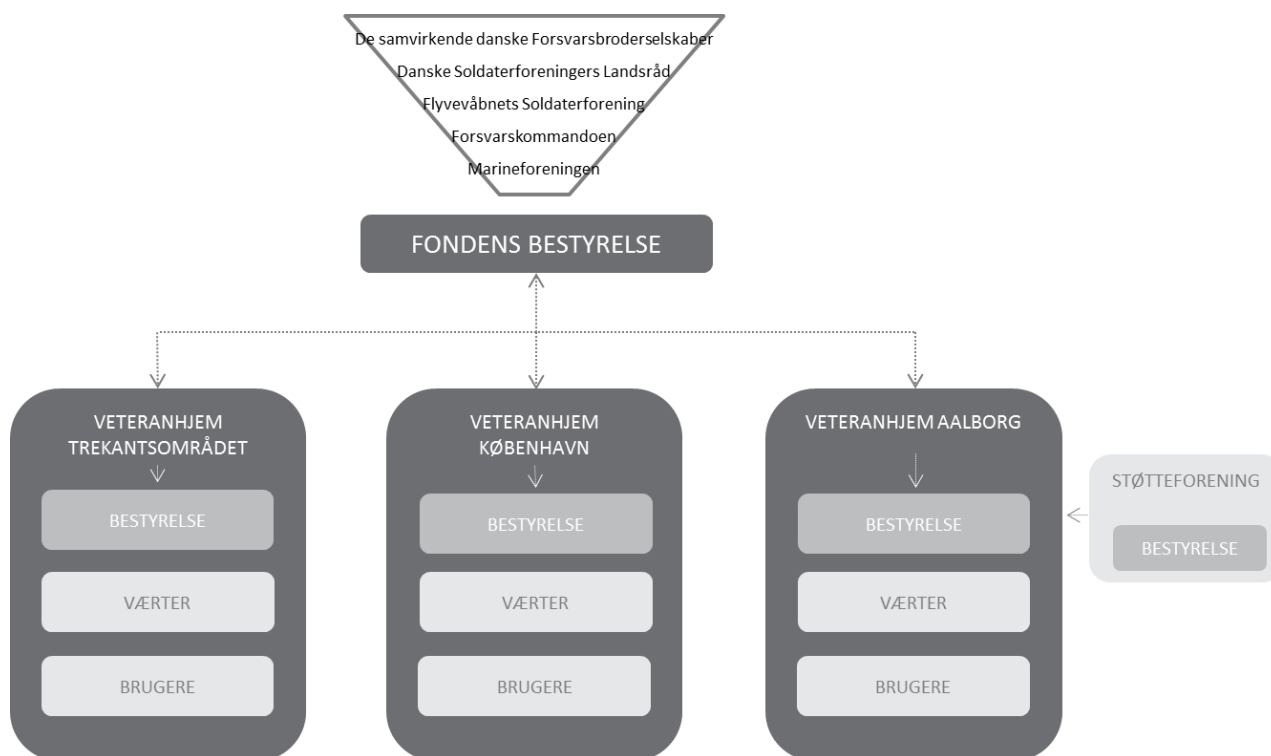 De samvirkende danske Forsvarsbroderselskaber
Danske Soldaterforeningers Landsråd
Flyvevåbnets Soldaterforening
Forsvarskommandoen
Marineforeningen
FONDENS BESTYRELSE
VETERANHJEM
TREKANTSOMRÅDET
BESTYRELSE
VÆRTER
BRUGERE
VETERANHJEM
KØBENHAVN
BESTYRELSE
VÆRTER
BRUGERE
VETERANHJEM AALBORG
BESTYRELSE
VÆRTER
BRUGERE
STØTTEFORENING
BESTYRELSE